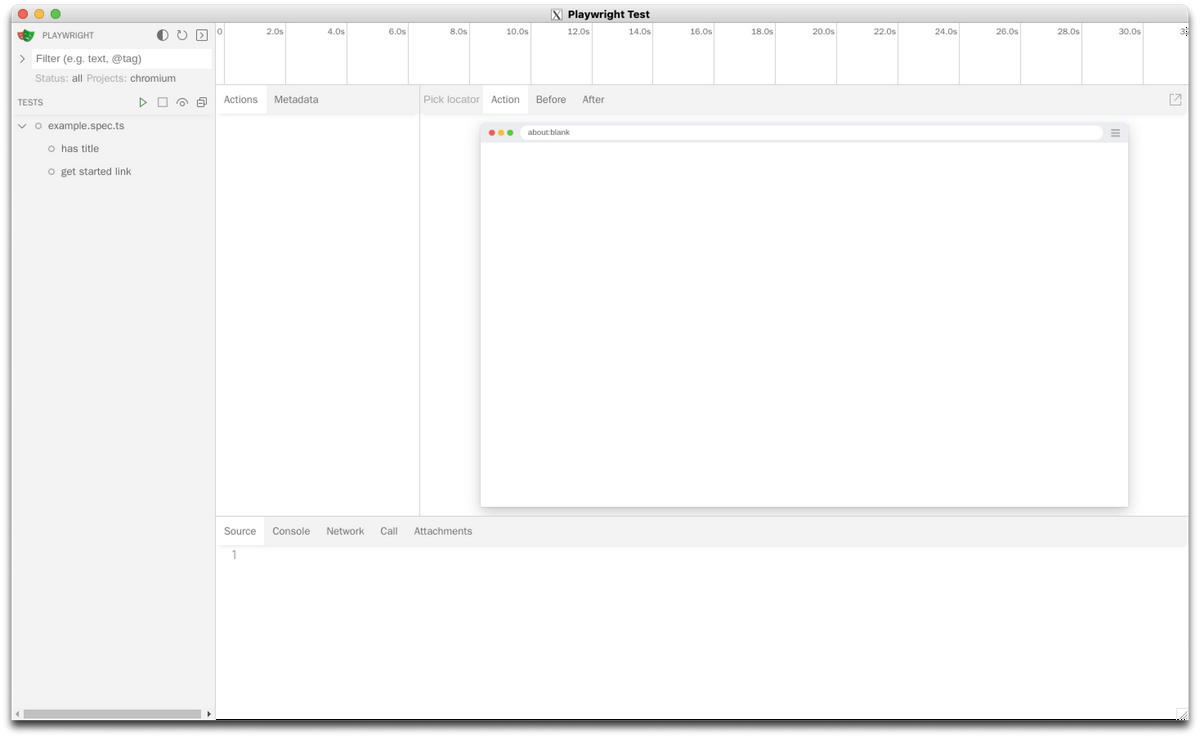 Playwright Test
PLAYWRIGHT
Filter (e.g. text, @tag)
Status: all Projects: chromium
TESTS
example.spec.ts
has title
get started link
0 2.0s 4.0s 6.0s 8.0s 10.0s 12.0s 14.0s 16.0s 18.0s 20.0s 22.0s 24.0s 26.0s 28.0s 30.0s
Actions Metadata
Pick locator Action Before After
about:blank
Source Console Network Call Attachments
1